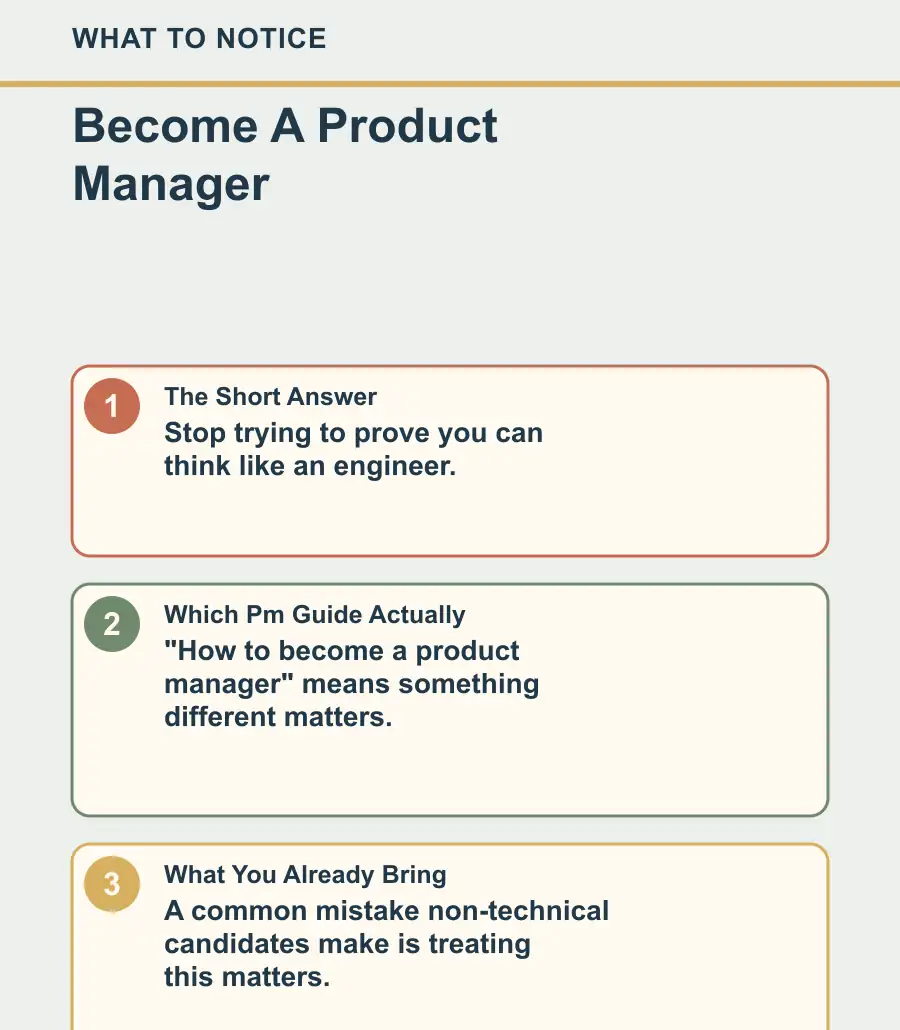 WHAT TO NOTICE
Become A Product
Manager
1
The Short Answer
Stop trying to prove you can
think like an engineer.
2
Which Pm Guide Actually
"How to become a product
manager" means something
different matters.
3
What You Already Bring
A common mistake non-technical
candidates make is treating
this matters.